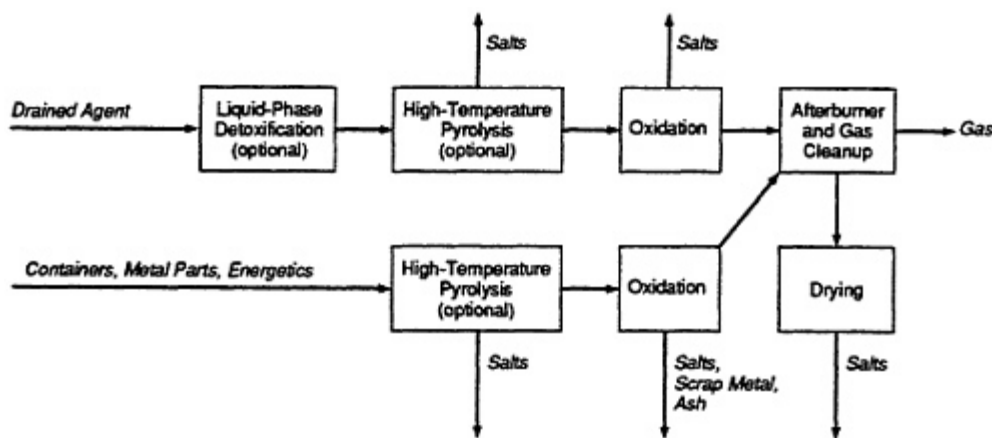 Salts
Salts
Drained Agent
Liquid-Phase
Detoxification
(optional)
High-Temperature
Pyrolysis
(optional)
Oxidation
Afterburner
and Gas
Cleanup
Gas
Containers, Metal Parts, Energetics
High-Temperature
Pyrolysis
(optional)
Oxidation
Drying
Salts
Salts,
Scrap Metal,
Ash
Salts